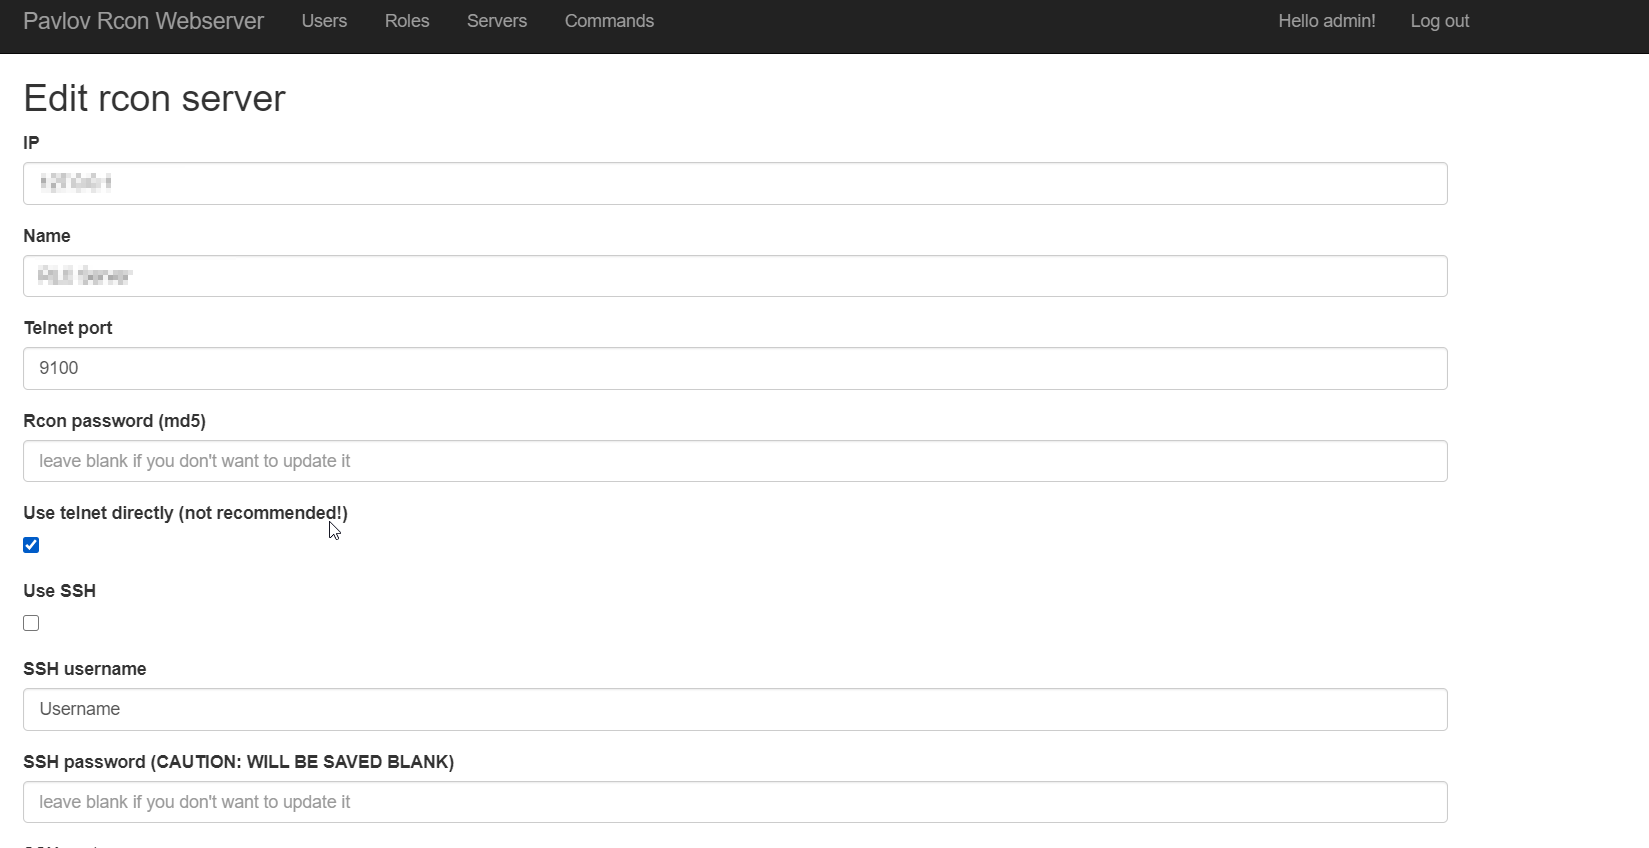 Pavlov Rcon Webserver Users Roles Servers Commands Hello admin! Log out
Edit rcon server
IP
Name
Telnet port
9100
Rcon password (md5)
leave blank if you don't want to update it
Use telnet directly (not recommended!)
Use SSH
SSH username
Username
SSH password (CAUTION: WILL BE SAVED BLANK)
leave blank if you don't want to update it